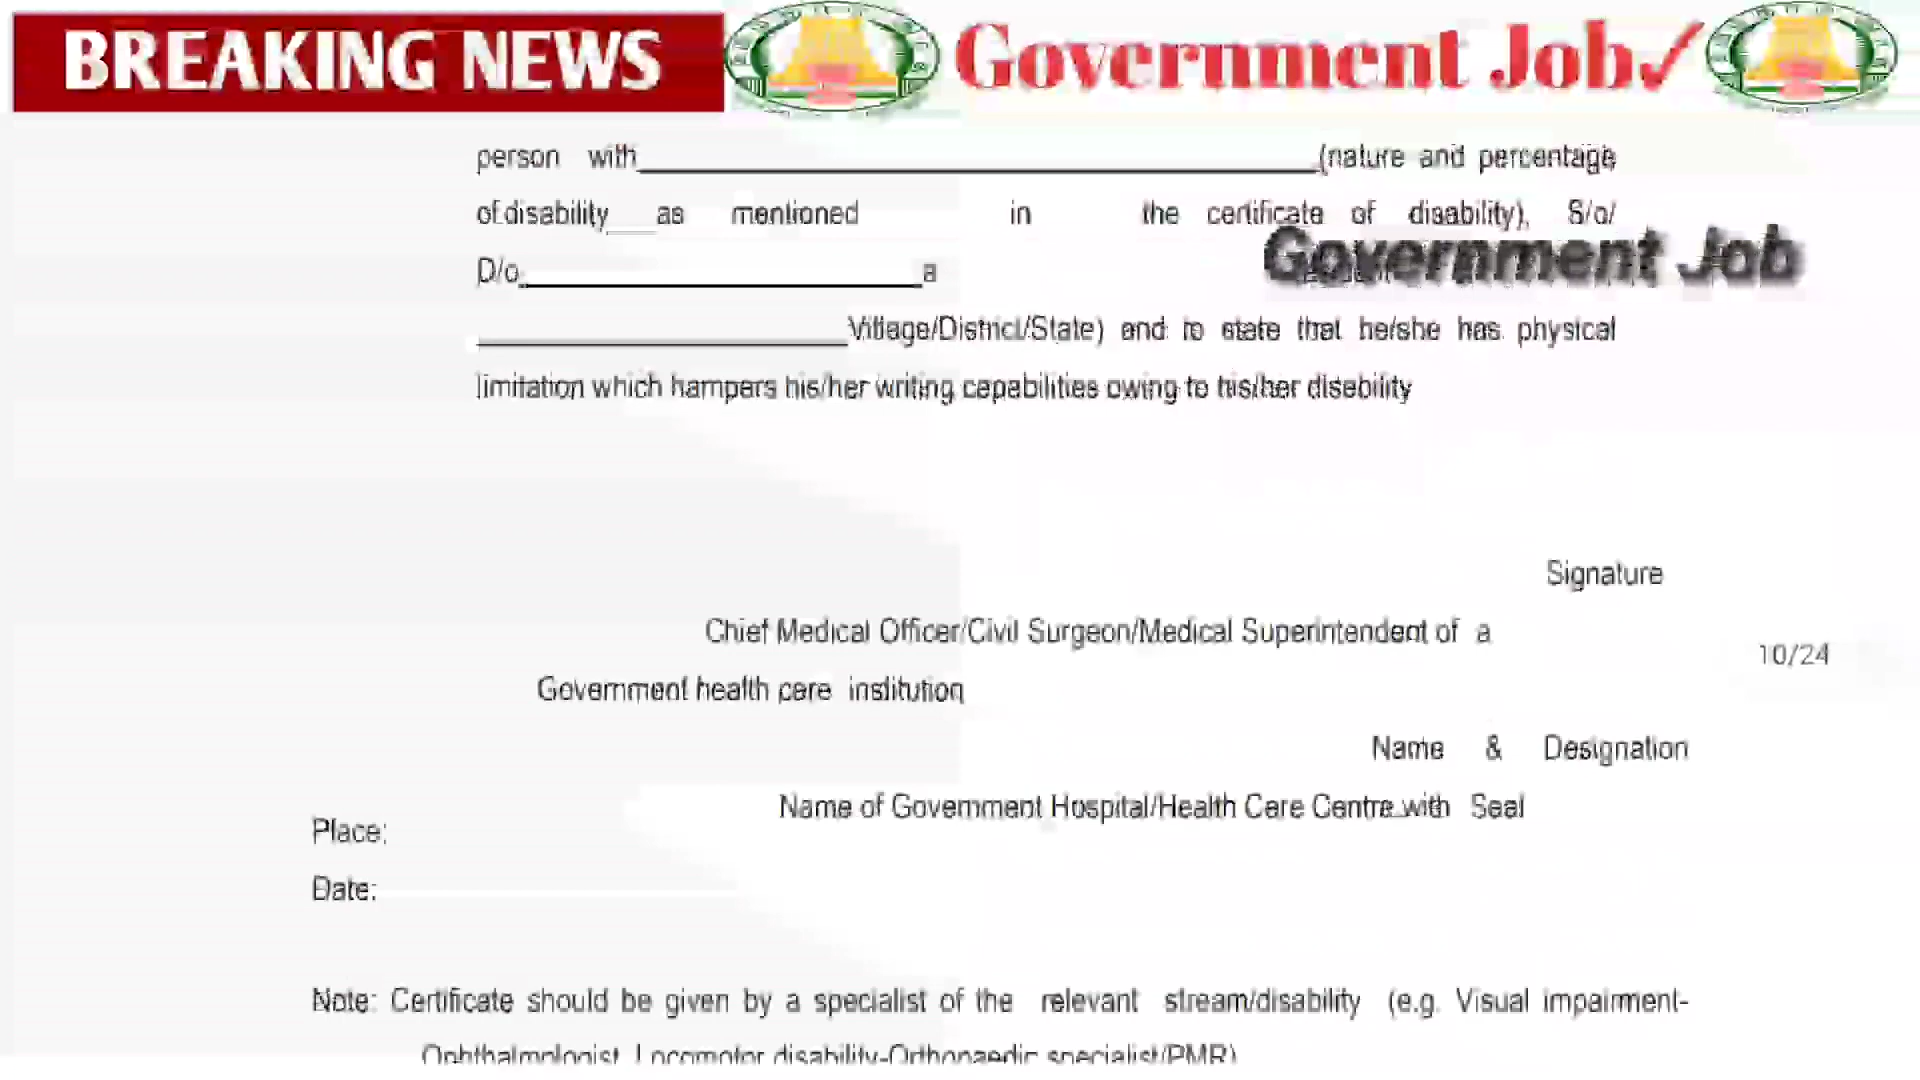 BREAKING NEWS Government Job✓
person with____(nature and percentage
of disability___as mentioned in the certificate of disability), S/o/
D/o____a
Government Job
____Village/District/State) and to state that he/she has physical
limitation which hampers his/her writing capabilities owing to his/her disability
Signature
Chief Medical Officer/Civil Surgeon/Medical Superintendent of a
10/24
Government health care institution
Name & Designation
Name of Government Hospital/Health Care Centre with Seal
Place:
Date:
Note: Certificate should be given by a specialist of the relevant stream/disability (e.g. Visual impairment-
Ophthalmologist, Locomotor disability-Orthopaedic specialist/PMR)